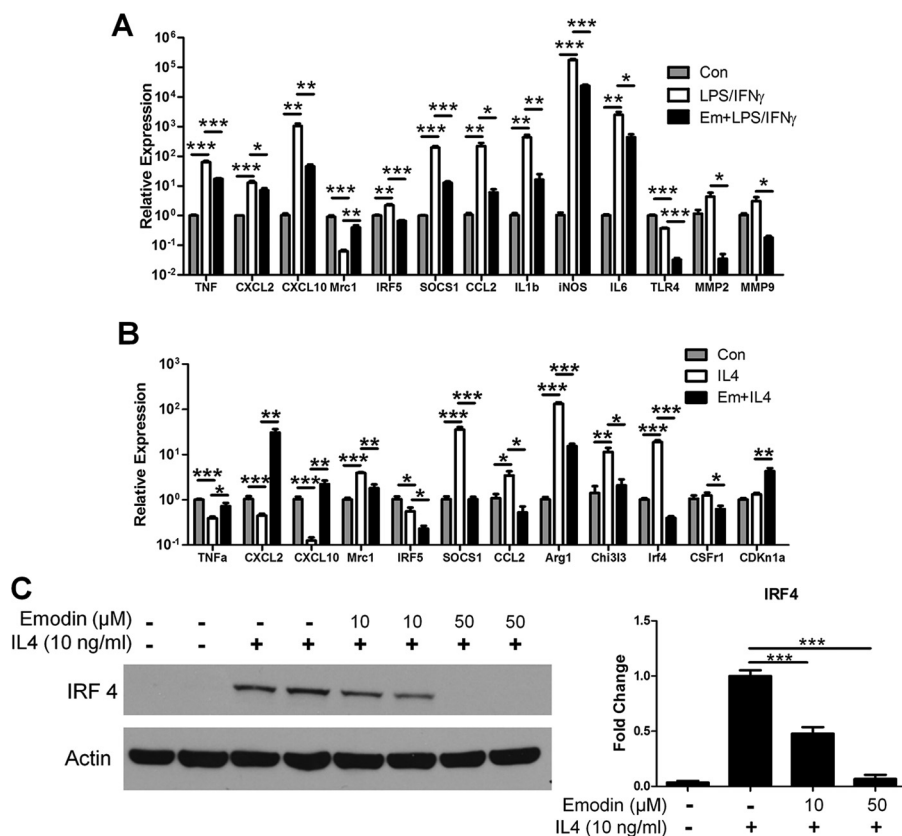 A
*** ***
*** *
** **
*** **
** ***
*** ***
** *
** **
*** ***
** *
*** ***
*
*
Relative Expression
10^6
10^5
10^4
10^3
10^2
10^1
10^0
10^-1
10^-2
Con
LPS/IFNγ
Em+LPS/IFNγ
TNF CXCL2 CXCL10 Mrc1 IRF5 SOCS1 CCL2 IL1b iNOS IL6 TLR4 MMP2 MMP9
B
*** *
*** **
*** **
*** **
* *
*** ***
* *
*** ***
** *
*** ***
*
**
Relative Expression
10^3
10^2
10^1
10^0
10^-1
Con
IL4
Em+IL4
TNFa CXCL2 CXCL10 Mrc1 IRF5 SOCS1 CCL2 Arg1 Chi3l3 Irf4 CSFr1 CDKn1a
C
Emodin (μM) - - - - 10 10 50 50
IL4 (10 ng/ml) - - + + + + + +
IRF 4
Actin
IRF4
Fold Change
1.5
1.0
0.5
0.0
***
***
Emodin (μM) - - 10 50
IL4 (10 ng/ml) - + + +